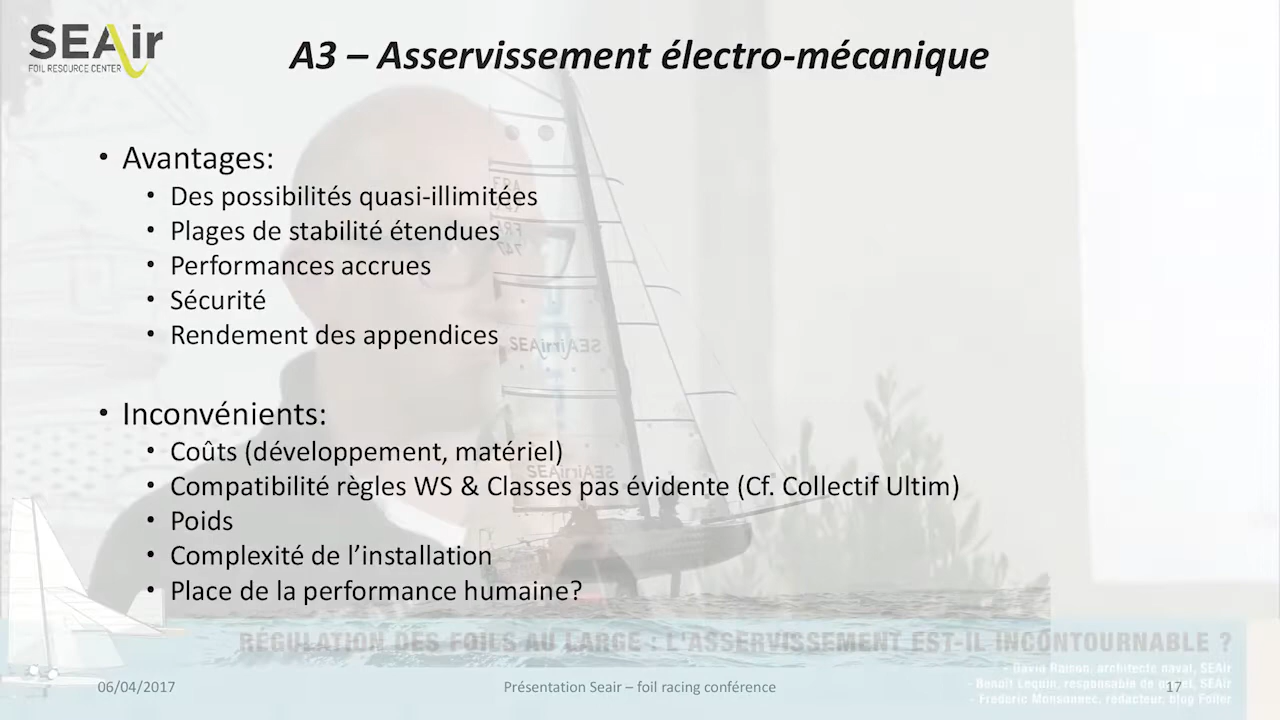 SEAir
FOIL RESOURCE CENTER
A3 – Asservissement électro-mécanique
• Avantages:
• Des possibilités quasi-illimitées
• Plages de stabilité étendues
• Performances accrues
• Sécurité
• Rendement des appendices
• Inconvénients:
• Coûts (développement, matériel)
• Compatibilité règles WS & Classes pas évidente (Cf. Collectif Ultim)
• Poids
• Complexité de l’installation
• Place de la performance humaine?
RÉGULATION DES FOILS AU LARGE : L'ASSERVISSEMENT EST-IL INCONTOURNABLE ?
- David Raison, architecte naval, SEAir
- Benoit Lequin, responsable de projet, SEAir
- Frederic Monsonnec, rédacteur, blog Foiler
06/04/2017
Présentation Seair – foil racing conférence
17